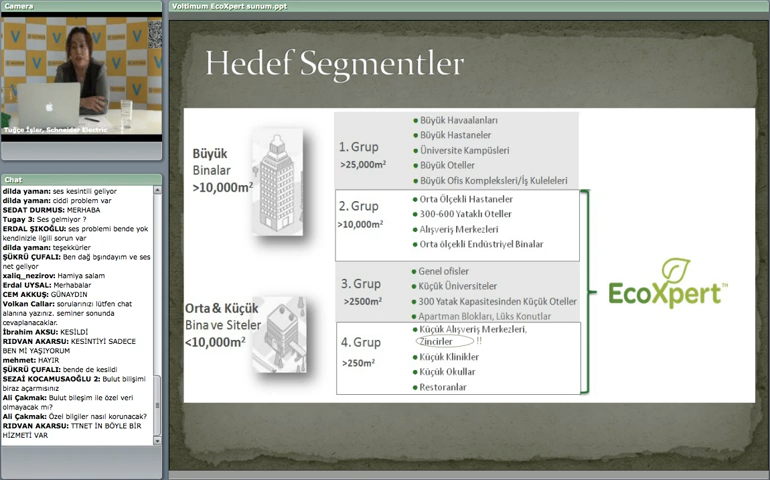 Camera
Tuğçe İşler, Schneider Electric
Chat
dilda yaman: ses kesintili geliyor
dilda yaman: ciddi problem var
SEDAT DURMUS: MERHABA
Tugay 3: Ses gelmiyor ?
ERDAL ŞIKOĞLU: ses problemi bende yok
kendinizle ilgili sorun var
dilda yaman: teşekkürler
ŞÜKRÜ ÇUFALI: Ben dağ bşındayım ve ses
net geliyor
xaliq_nezirov: Hamiya salam
Erdal UYSAL: Merhabalar
CEM AKKUŞ: GÜNAYDIN
Volkan Callar: sorularınızı lütfen chat
alanına yazınız. seminer sonunda
cevaplanacaklar.
İbrahim AKSU: KESİLDİ
RIDVAN AKARSU: KESİNTİYİ SADECE
BEN Mİ YAŞIYORUM
mehmet: HAYIR
ŞÜKRÜ ÇUFALI: bende de kesildi
SEZAİ KOCAMUSAOĞLU 2: Bulut bilişimi
biraz açarmısınız
Ali Çakmak: Bulut bileşim ile özel veri
olmayacak mı?
Ali Çakmak: Özel bilgiler nasıl korunacak?
RIDVAN AKARSU: TTNET İN BÖYLE BİR
HİZMETİ VAR
Voltimum EcoXpert sunum.ppt
Hedef Segmentler
Büyük
Binalar
>10,000m²
1. Grup
>25,000m²
Büyük Havaalanları
Büyük Hastaneler
Üniversite Kampüsleri
Büyük Oteller
Büyük Ofis Kompleksleri/İş Kuleleleri
2. Grup
>10,000m²
Orta Ölçekli Hastaneler
300-600 Yataklı Oteller
Alışveriş Merkezleri
Orta ölçekli Endüstriyel Binalar
Orta & Küçük
Bina ve Siteler
<10,000m²
3. Grup
>2500m²
Genel ofisler
Küçük Üniversiteler
300 Yatak Kapasitesinden Küçük Oteller
Apartman Blokları, Lüks Konutlar
4. Grup
>250m²
Küçük Alışveriş Merkezleri,
Zincirler !!
Küçük Klinikler
Küçük Okullar
Restoranlar
EcoXpert™